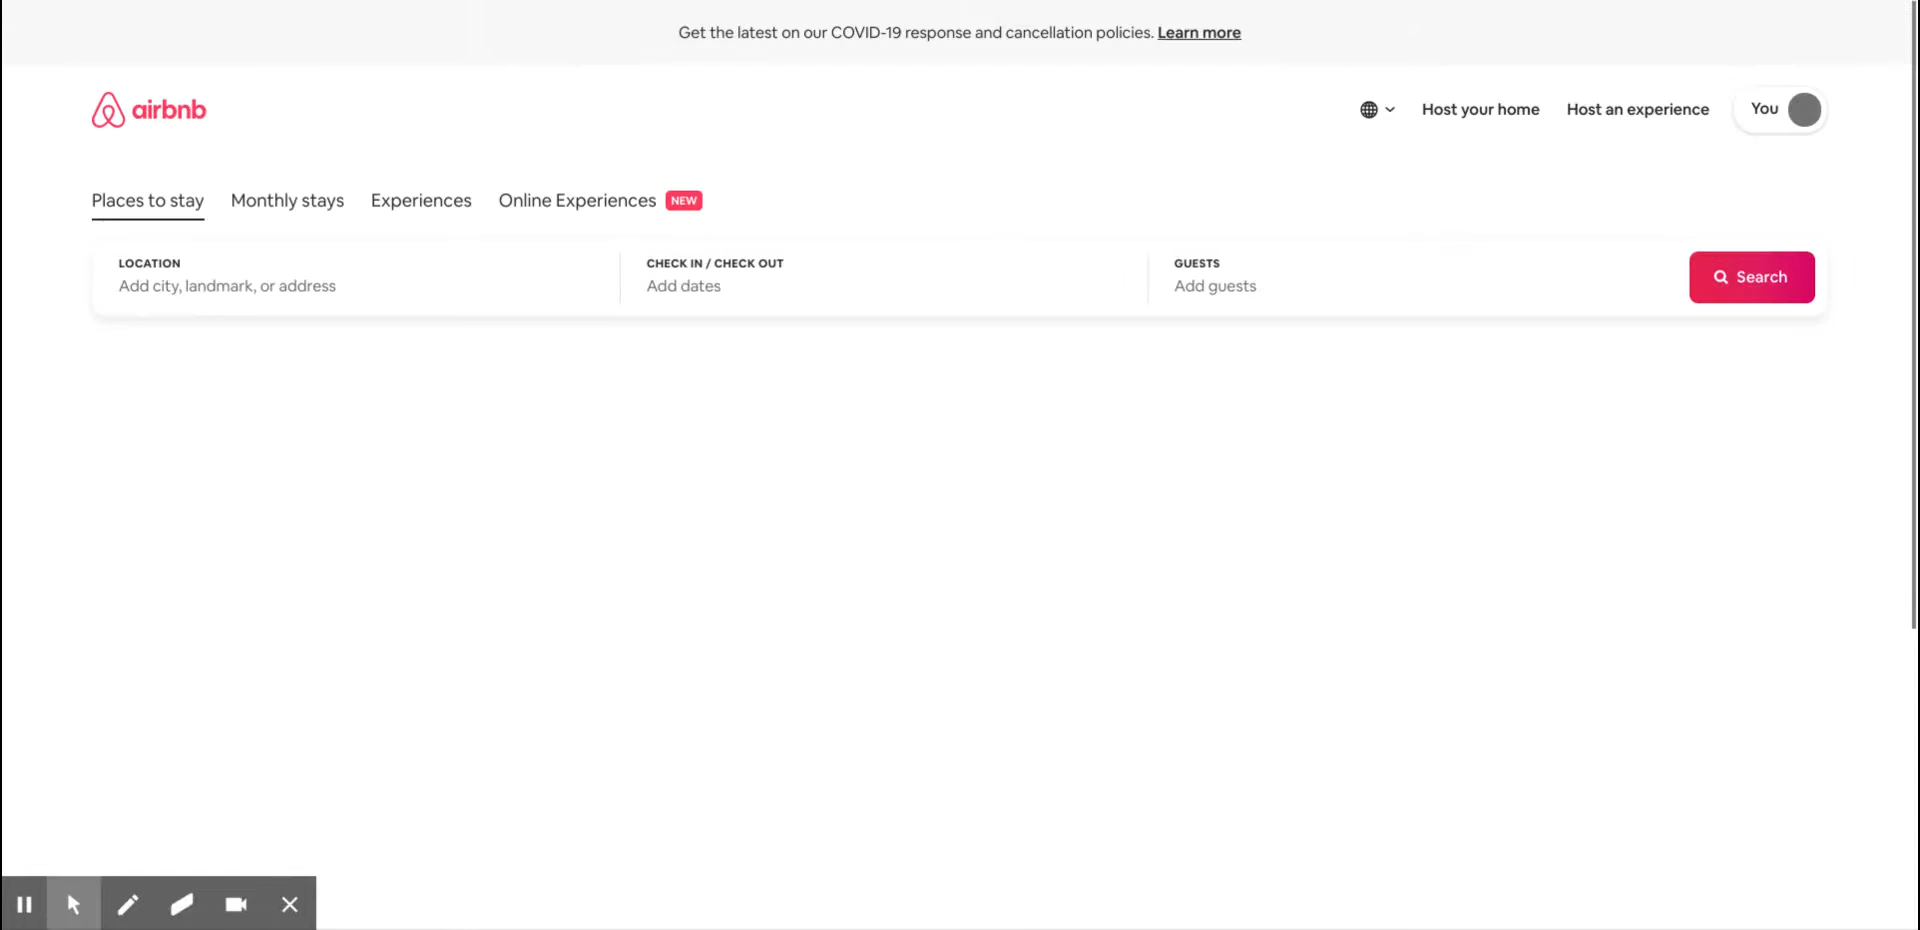 Get the latest on our COVID-19 response and cancellation policies. Learn more
airbnb
Host your home
Host an experience
You
Places to stay
Monthly stays
Experiences
Online Experiences
NEW
LOCATION
Add city, landmark, or address
CHECK IN / CHECK OUT
Add dates
GUESTS
Add guests
Search